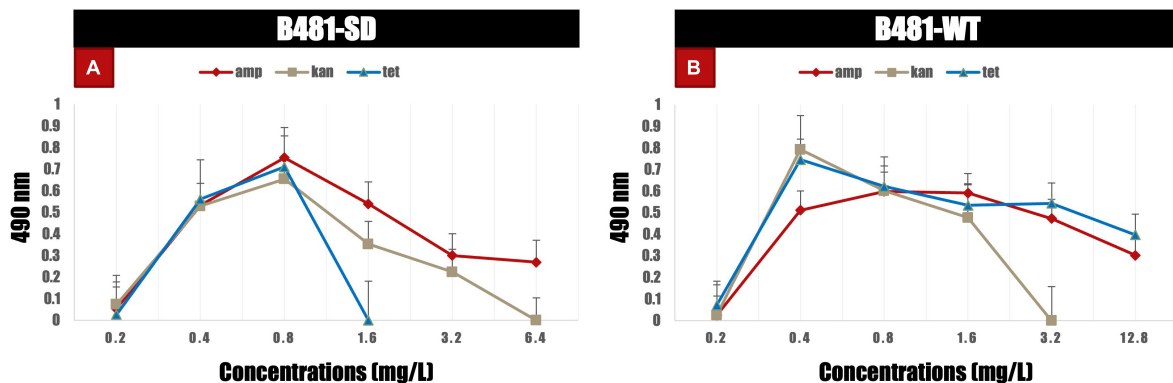 B481-SD
A
amp kan tet
1
0.9
0.8
0.7
0.6
0.5
0.4
0.3
0.2
0.1
0
490 nm
0.2 0.4 0.8 1.6 3.2 6.4
Concentrations (mg/L)
B481-WT
B
amp kan tet
1
0.9
0.8
0.7
0.6
0.5
0.4
0.3
0.2
0.1
0
490 nm
0.2 0.4 0.8 1.6 3.2 12.8
Concentrations (mg/L)